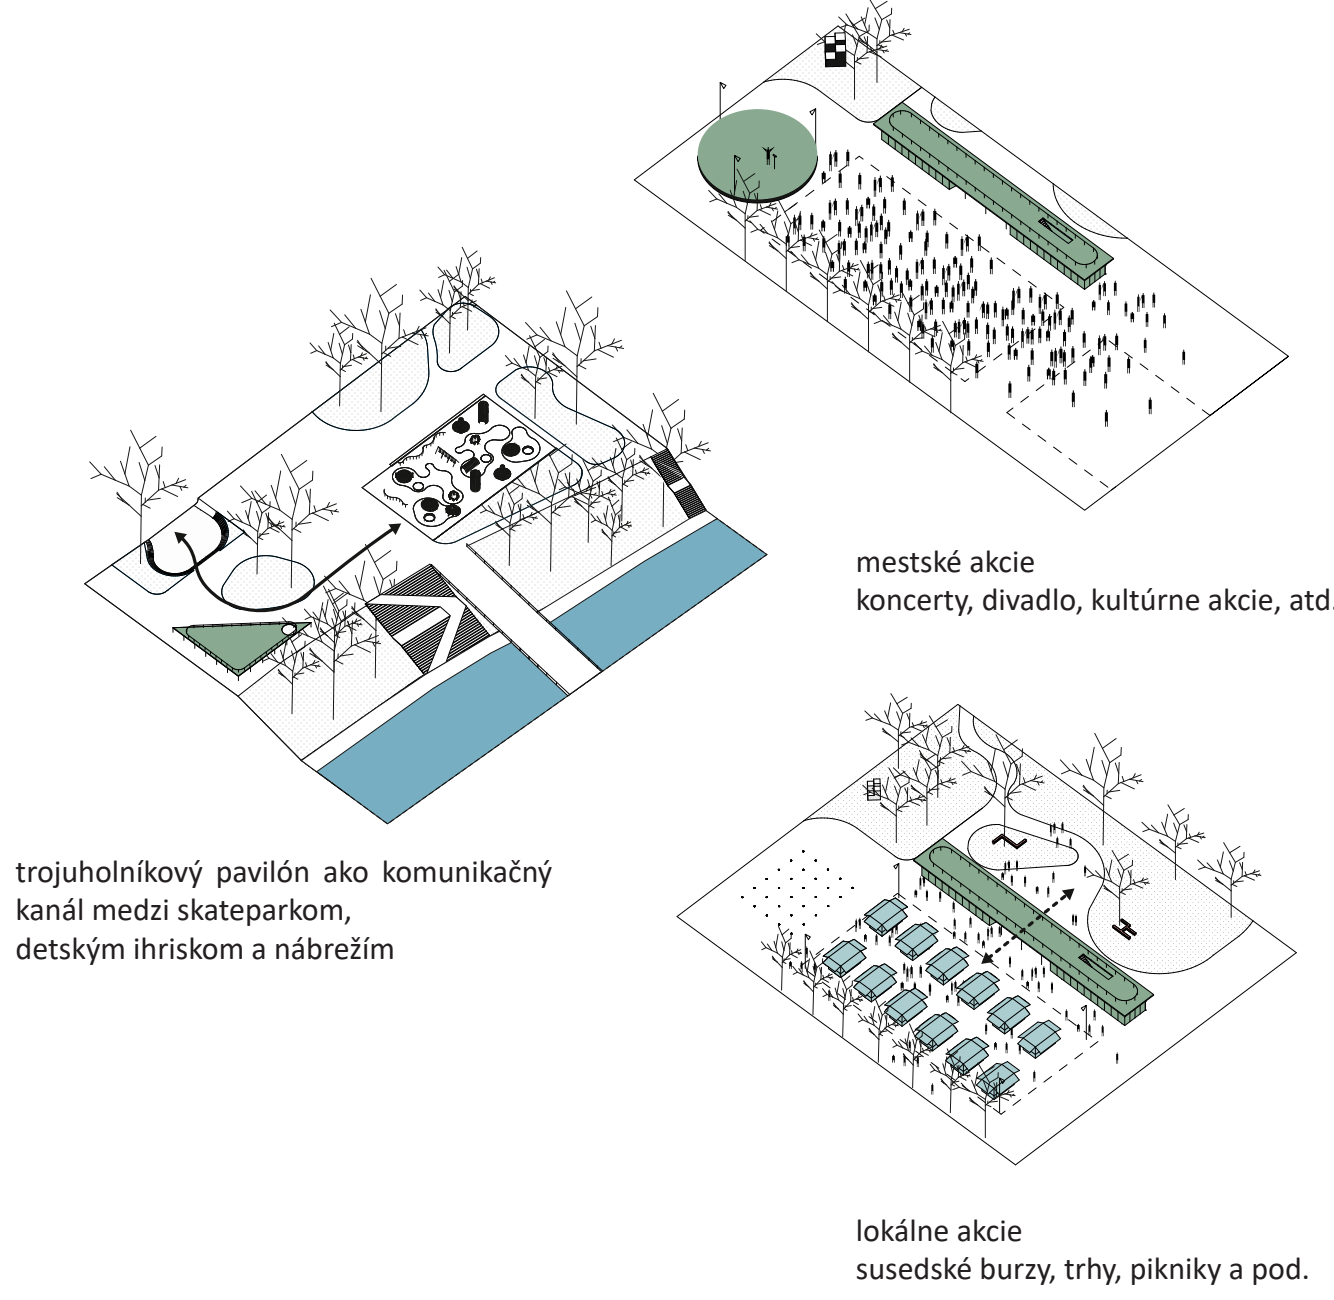 mestské akcie
koncerty, divadlo, kultúrne akcie, atd.
trojuholníkový pavilón ako komunikačný
kanál medzi skateparkom,
detským ihriskom a nábrežím
lokálne akcie
susedské burzy, trhy, pikniky a pod.